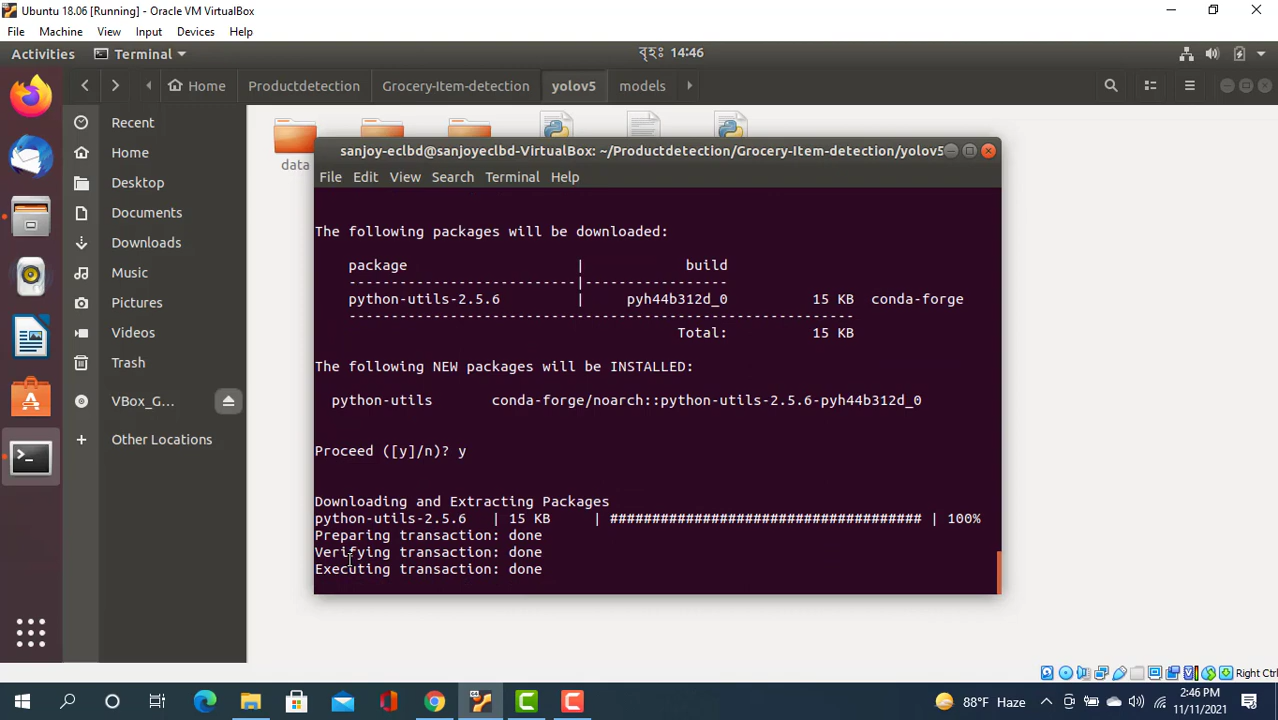 Ubuntu 18.06 [Running] - Oracle VM VirtualBox
File Machine View Input Devices Help
Activities Terminal বৃহঃ 14:46
Home Productdetection Grocery-Item-detection yolov5 models
Recent
Home
Desktop
Documents
Downloads
Music
Pictures
Videos
Trash
VBox_G...
Other Locations
data
sanjoy-eclbd@sanjoyeclbd-VirtualBox: ~/Productdetection/Grocery-Item-detection/yolov5
File Edit View Search Terminal Help
The following packages will be downloaded:
package | build
---------------------------|-----------------
python-utils-2.5.6 | pyh44b312d_0 15 KB conda-forge
------------------------------------------------------------
Total: 15 KB
The following NEW packages will be INSTALLED:
python-utils conda-forge/noarch::python-utils-2.5.6-pyh44b312d_0
Proceed ([y]/n)? y
Downloading and Extracting Packages
python-utils-2.5.6 | 15 KB | ##################################### | 100%
Preparing transaction: done
Verifying transaction: done
Executing transaction: done
Right Ctrl
88°F Haze
2:46 PM
11/11/2021